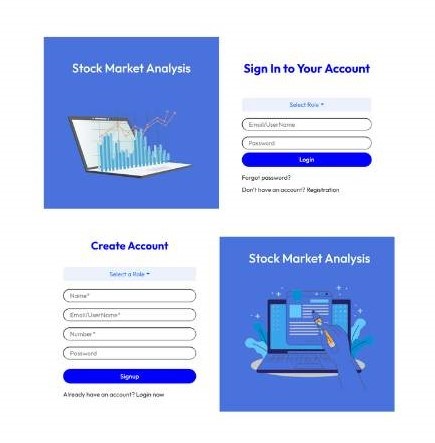 Stock Market Analysis
Sign In to Your Account
Select Role
Email/UserName
Password
Login
Forgot password?
Don't have an account? Registration
Create Account
Select a Role
Name*
Email/UserName*
Number*
Password
Signup
Already have an account? Login now
Stock Market Analysis